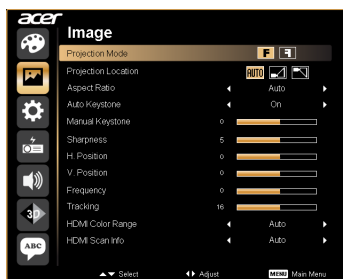 acer
Image
Projection Mode F F
Projection Location AUTO
Aspect Ratio Auto
Auto Keystone On
Manual Keystone 0
Sharpness 5
H. Position 0
V. Position 0
Frequency 0
Tracking 16
HDMI Color Range Auto
HDMI Scan Info Auto
3D
ABC
Select Adjust MENU Main Menu